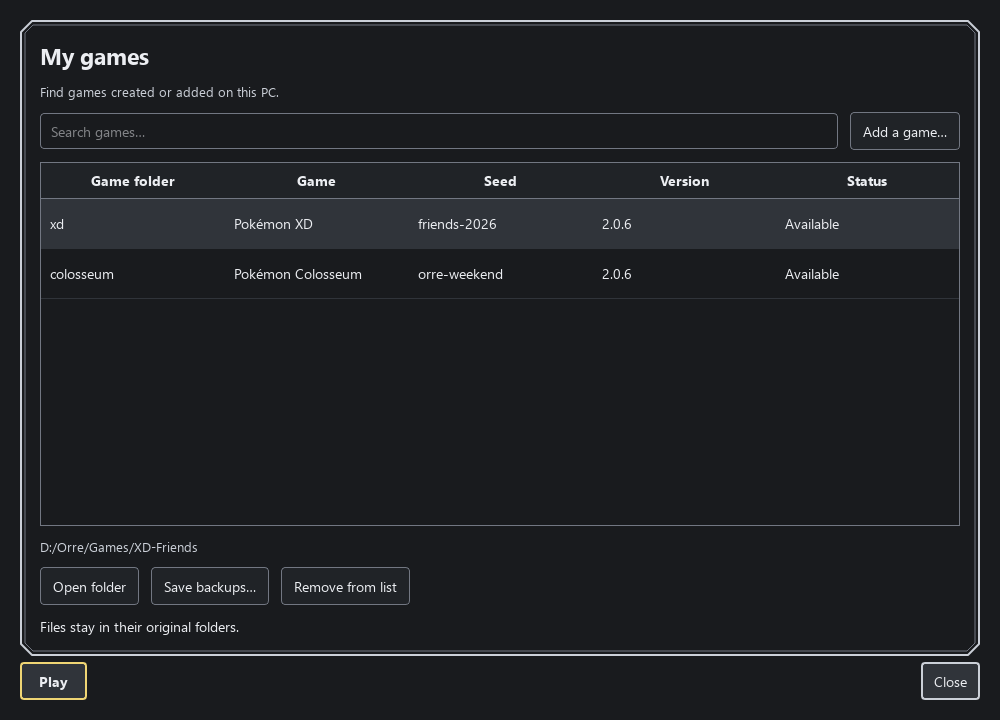 My games
Find games created or added on this PC.
Search games...
Add a game...
Game folder Game Seed Version Status
xd Pokémon XD friends-2026 2.0.6 Available
colosseum Pokémon Colosseum orre-weekend 2.0.6 Available
D:/Orre/Games/XD-Friends
Open folder Save backups... Remove from list
Files stay in their original folders.
Play Close